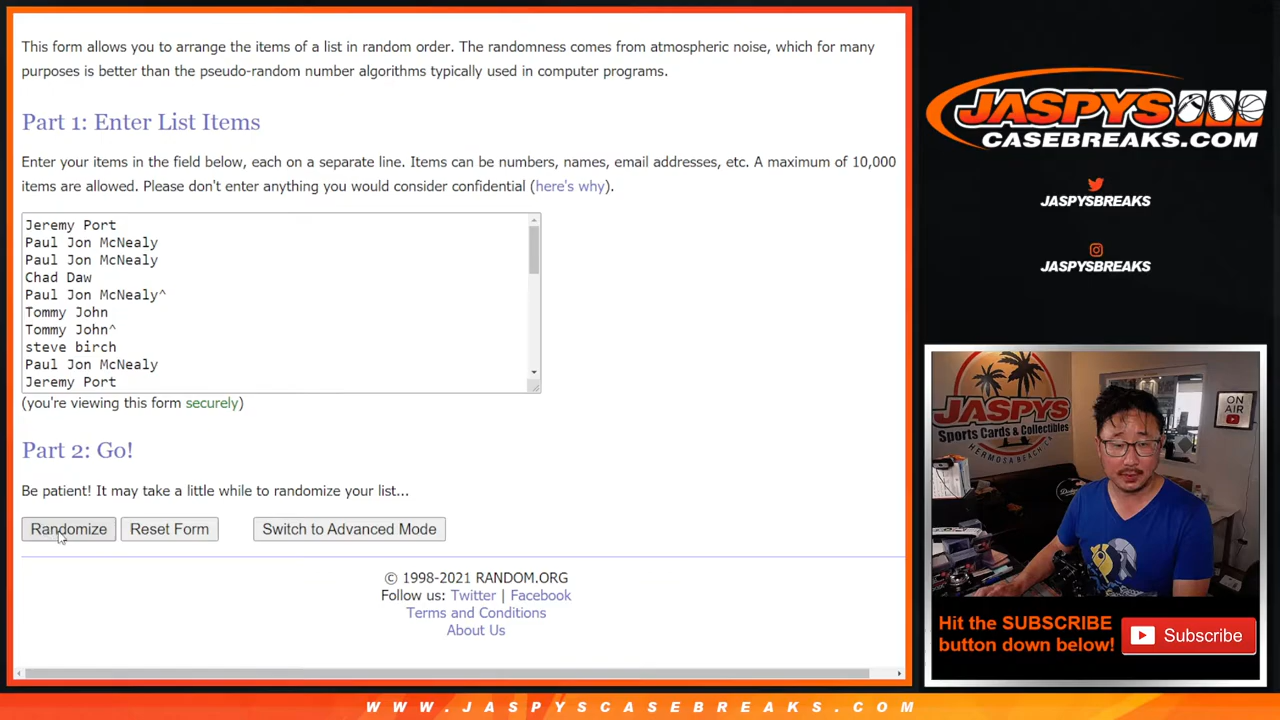 This form allows you to arrange the items of a list in random order. The randomness comes from atmospheric noise, which for many
purposes is better than the pseudo-random number algorithms typically used in computer programs.
Part 1: Enter List Items
Enter your items in the field below, each on a separate line. Items can be numbers, names, email addresses, etc. A maximum of 10,000
items are allowed. Please don't enter anything you would consider confidential (here's why).
Jeremy Port
Paul Jon McNealy
Paul Jon McNealy
Chad Daw
Paul Jon McNealy^
Tommy John
Tommy John^
steve birch
Paul Jon McNealy
Jeremy Port
(you're viewing this form securely)
Part 2: Go!
Be patient! It may take a little while to randomize your list...
Randomize
Reset Form
Switch to Advanced Mode
© 1998-2021 RANDOM.ORG
Follow us: Twitter | Facebook
Terms and Conditions
About Us
JASPYS
CASEBREAKS.COM
JASPYSBREAKS
JASPYSBREAKS
JASPYS
Sports Cards & Collectibles
HERMOSA BEACH, CA
ON
AIR
Hit the SUBSCRIBE
button down below!
Subscribe
WWW.JASPYSCASEBREAKS.COM